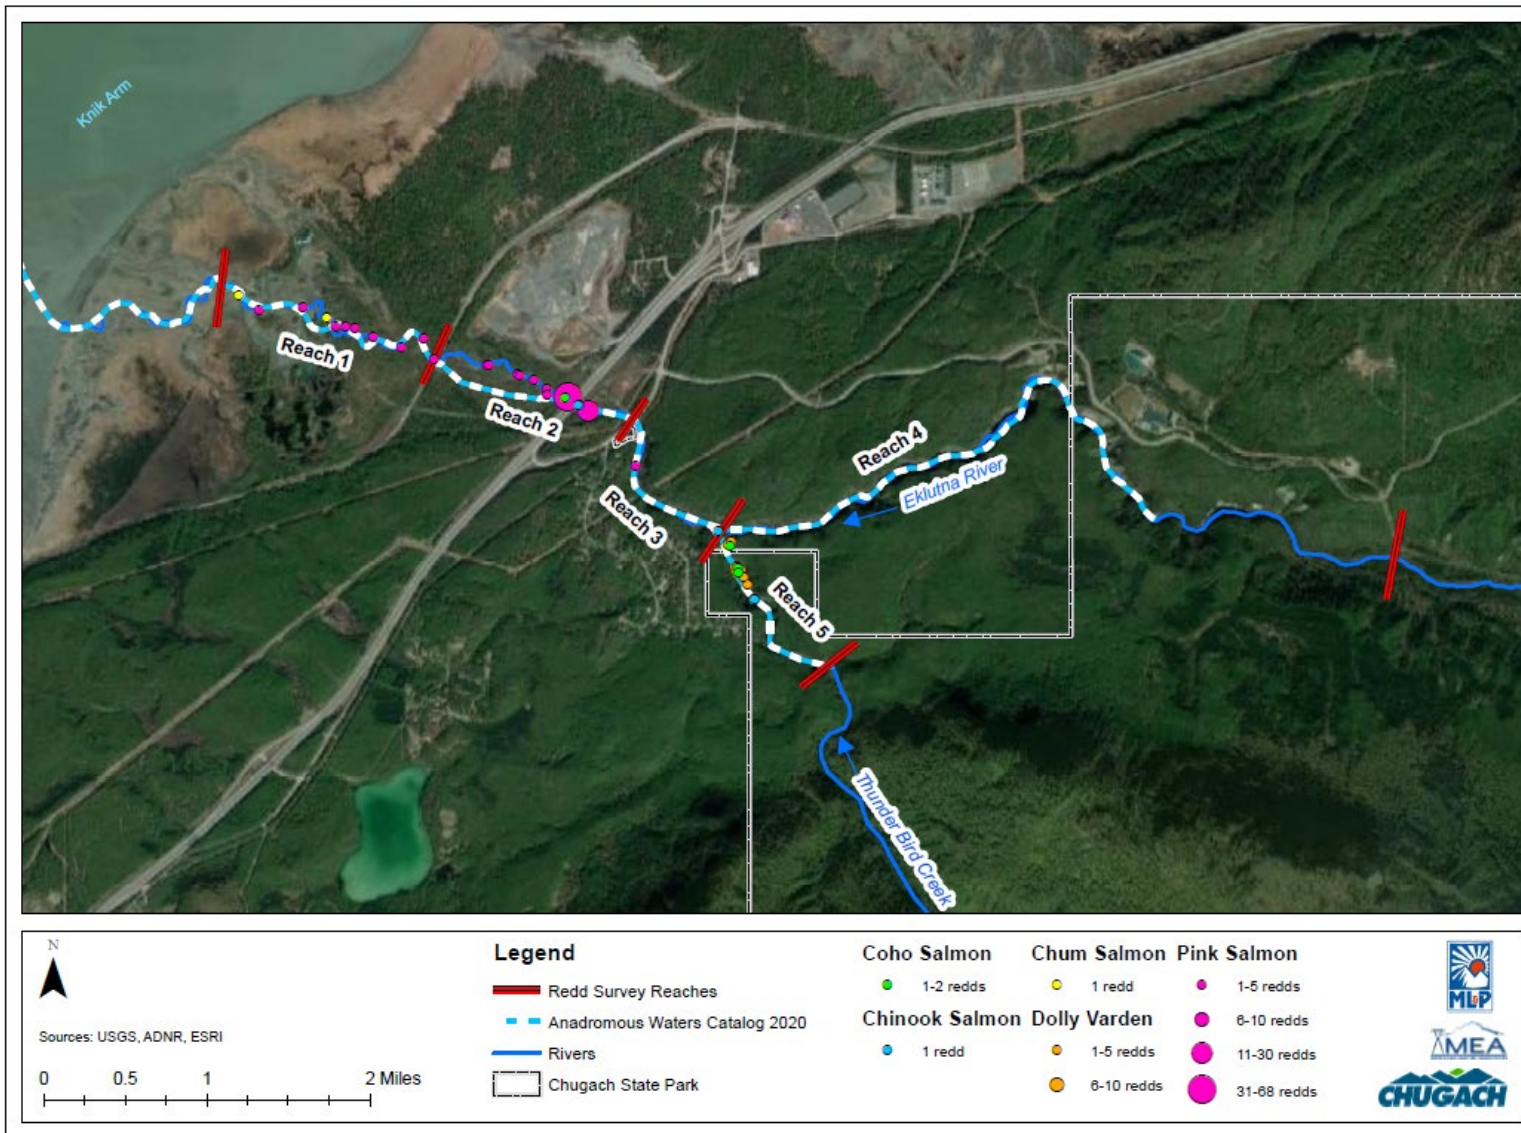 Knik Arm
Reach 1
Reach 2
Reach 3
Reach 4
Eklutna River
Reach 5
Thunder Bird Creek
N
Sources: USGS, ADNR, ESRI
0 0.5 1 2 Miles
Legend
Redd Survey Reaches
Anadromous Waters Catalog 2020
Rivers
Chugach State Park
Coho Salmon
1-2 redds
Chinook Salmon
1 redd
Chum Salmon
1 redd
Dolly Varden
1-5 redds
6-10 redds
Pink Salmon
1-5 redds
6-10 redds
11-30 redds
31-68 redds
ML&P
MEA
CHUGACH